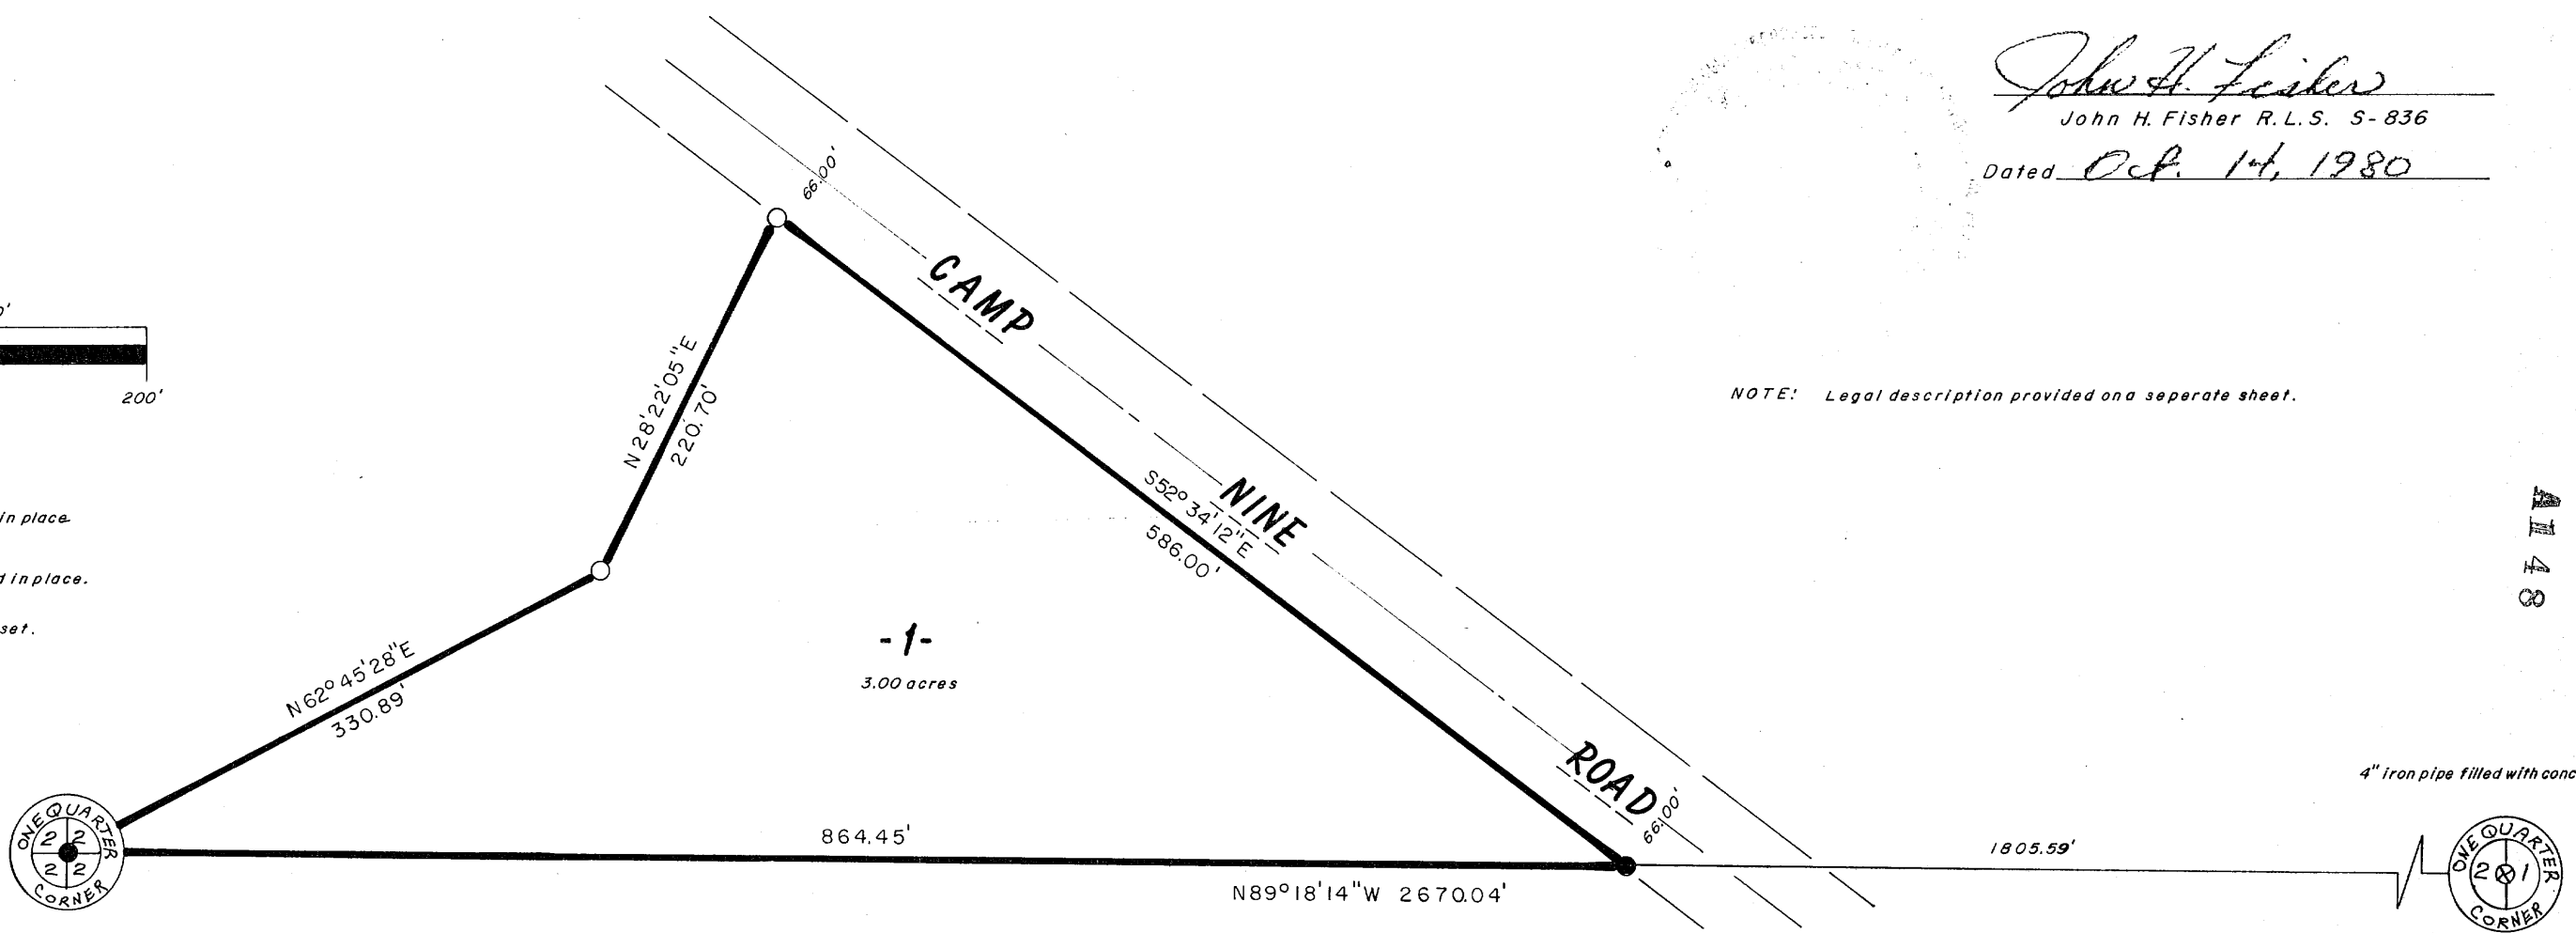 John H. Fisher
John H. Fisher R.L.S. S-836
Dated Oct. 14, 1980
66.00'
CAMP
NINE
ROAD
66.00'
200'
N28°22'05"E
220.70'
S52°34'12"E
586.00'
NOTE: Legal description provided on a seperate sheet.
in place.
in place.
set.
-1-
3.00 acres
N62°45'28"E
330.89'
A1148
4" iron pipe filled with conc
864.45'
1805.59'
N89°18'14"W 2670.04'
ONE QUARTER
2 2
2 2
CORNER
ONE QUARTER
2 1
CORNER